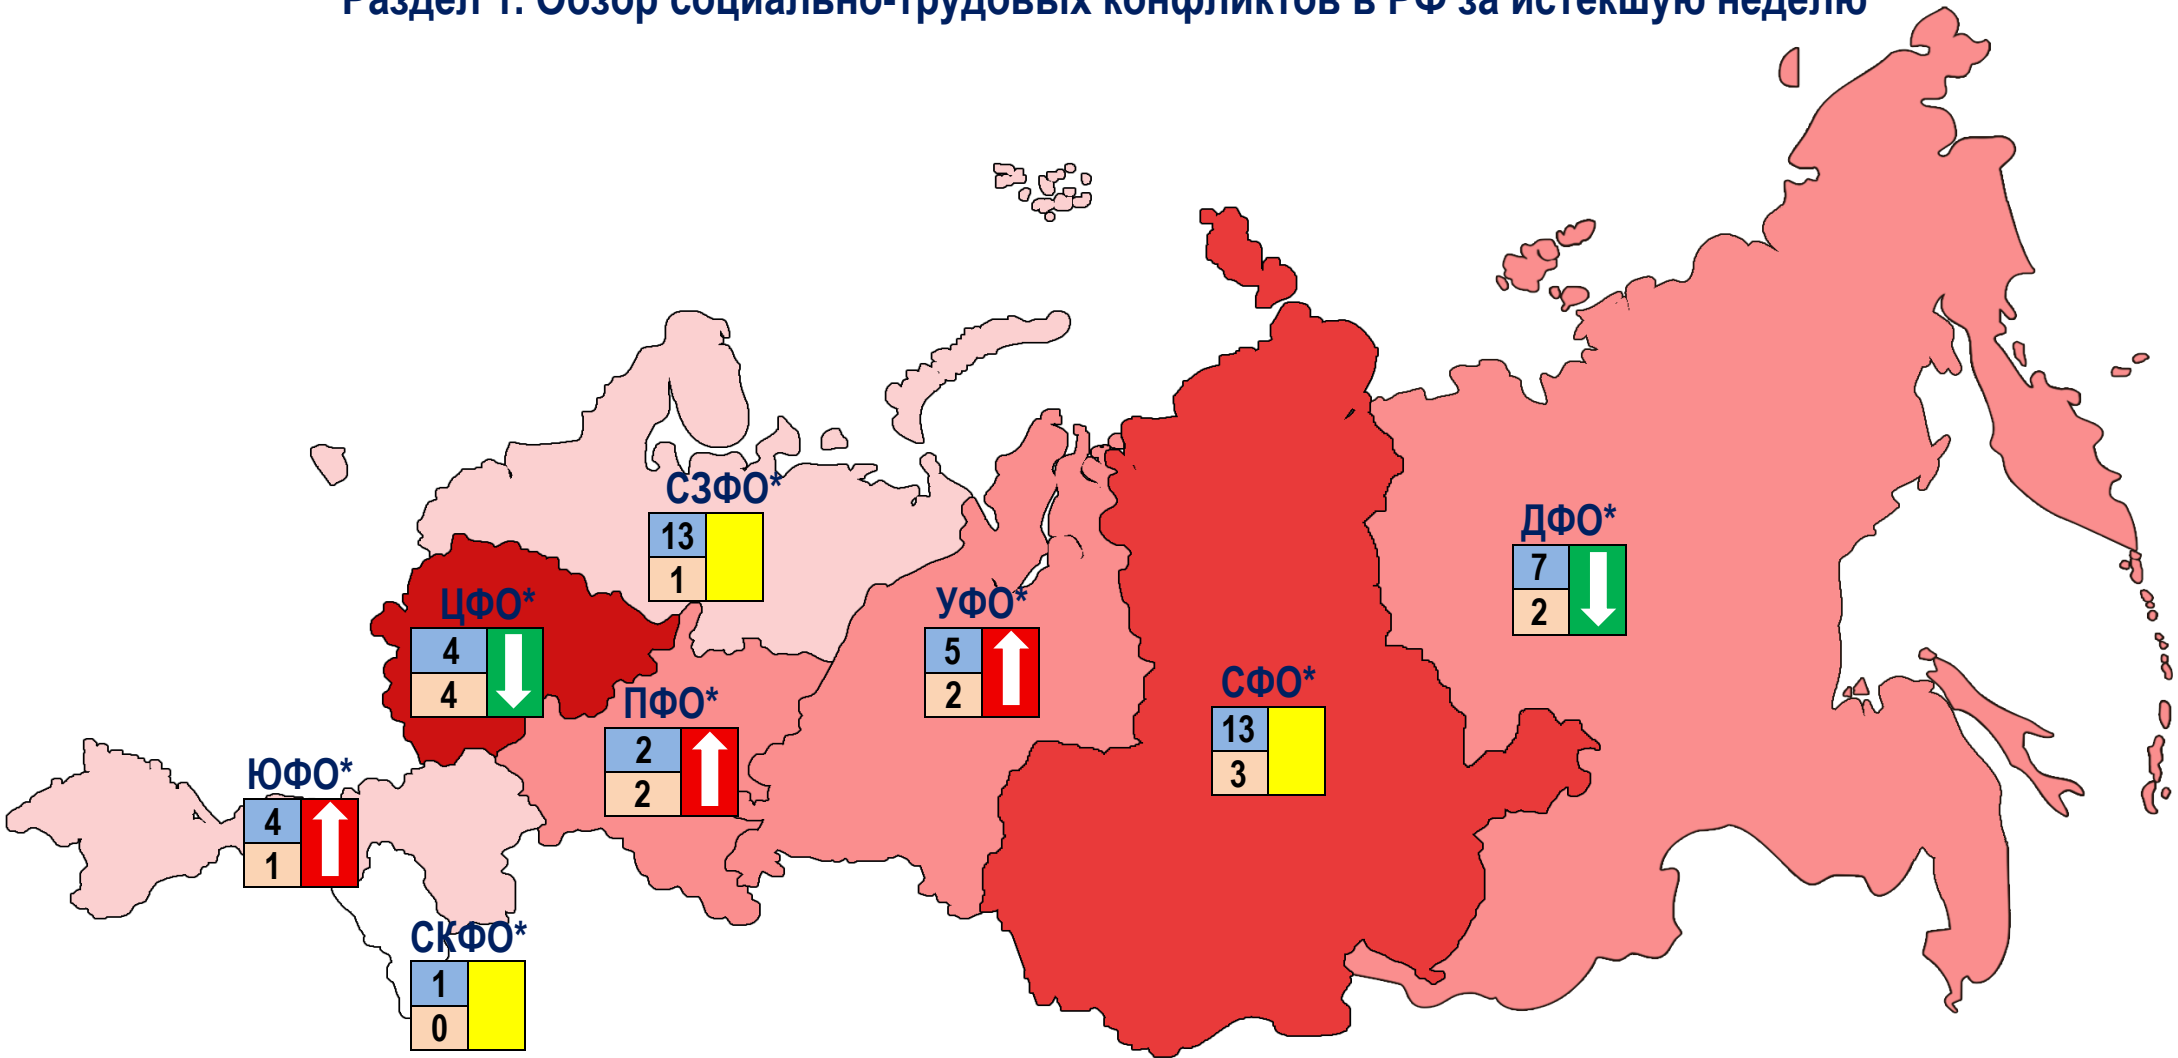 Раздел 1. Обзор социально-трудовых конфликтов в РФ за истекшую неделю
СЗФО*
13
1
ДФО*
7
2
ЦФО*
4
4
УФО*
5
2
СФО*
13
3
ПФО*
2
2
ЮФО*
4
1
СКФО*
1
0